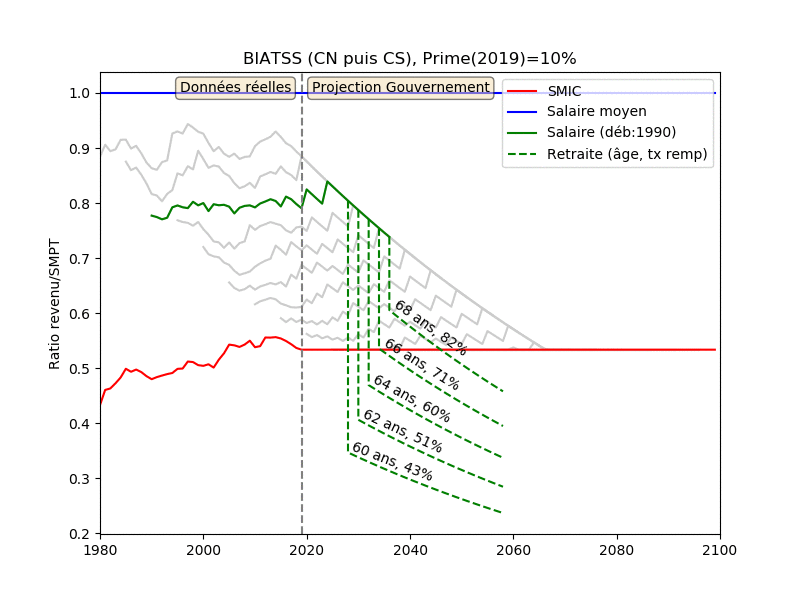 BIATSS (CN puis CS), Prime(2019)=10%
Données réelles
Projection Gouvernement
SMIC
Salaire moyen
Salaire (déb:1990)
Retraite (âge, tx remp)
Ratio revenu/SMPT
1.0
0.9
0.8
0.7
0.6
0.5
0.4
0.3
0.2
68 ans, 82%
66 ans, 71%
64 ans, 60%
62 ans, 51%
60 ans, 43%
1980
2000
2020
2040
2060
2080
2100